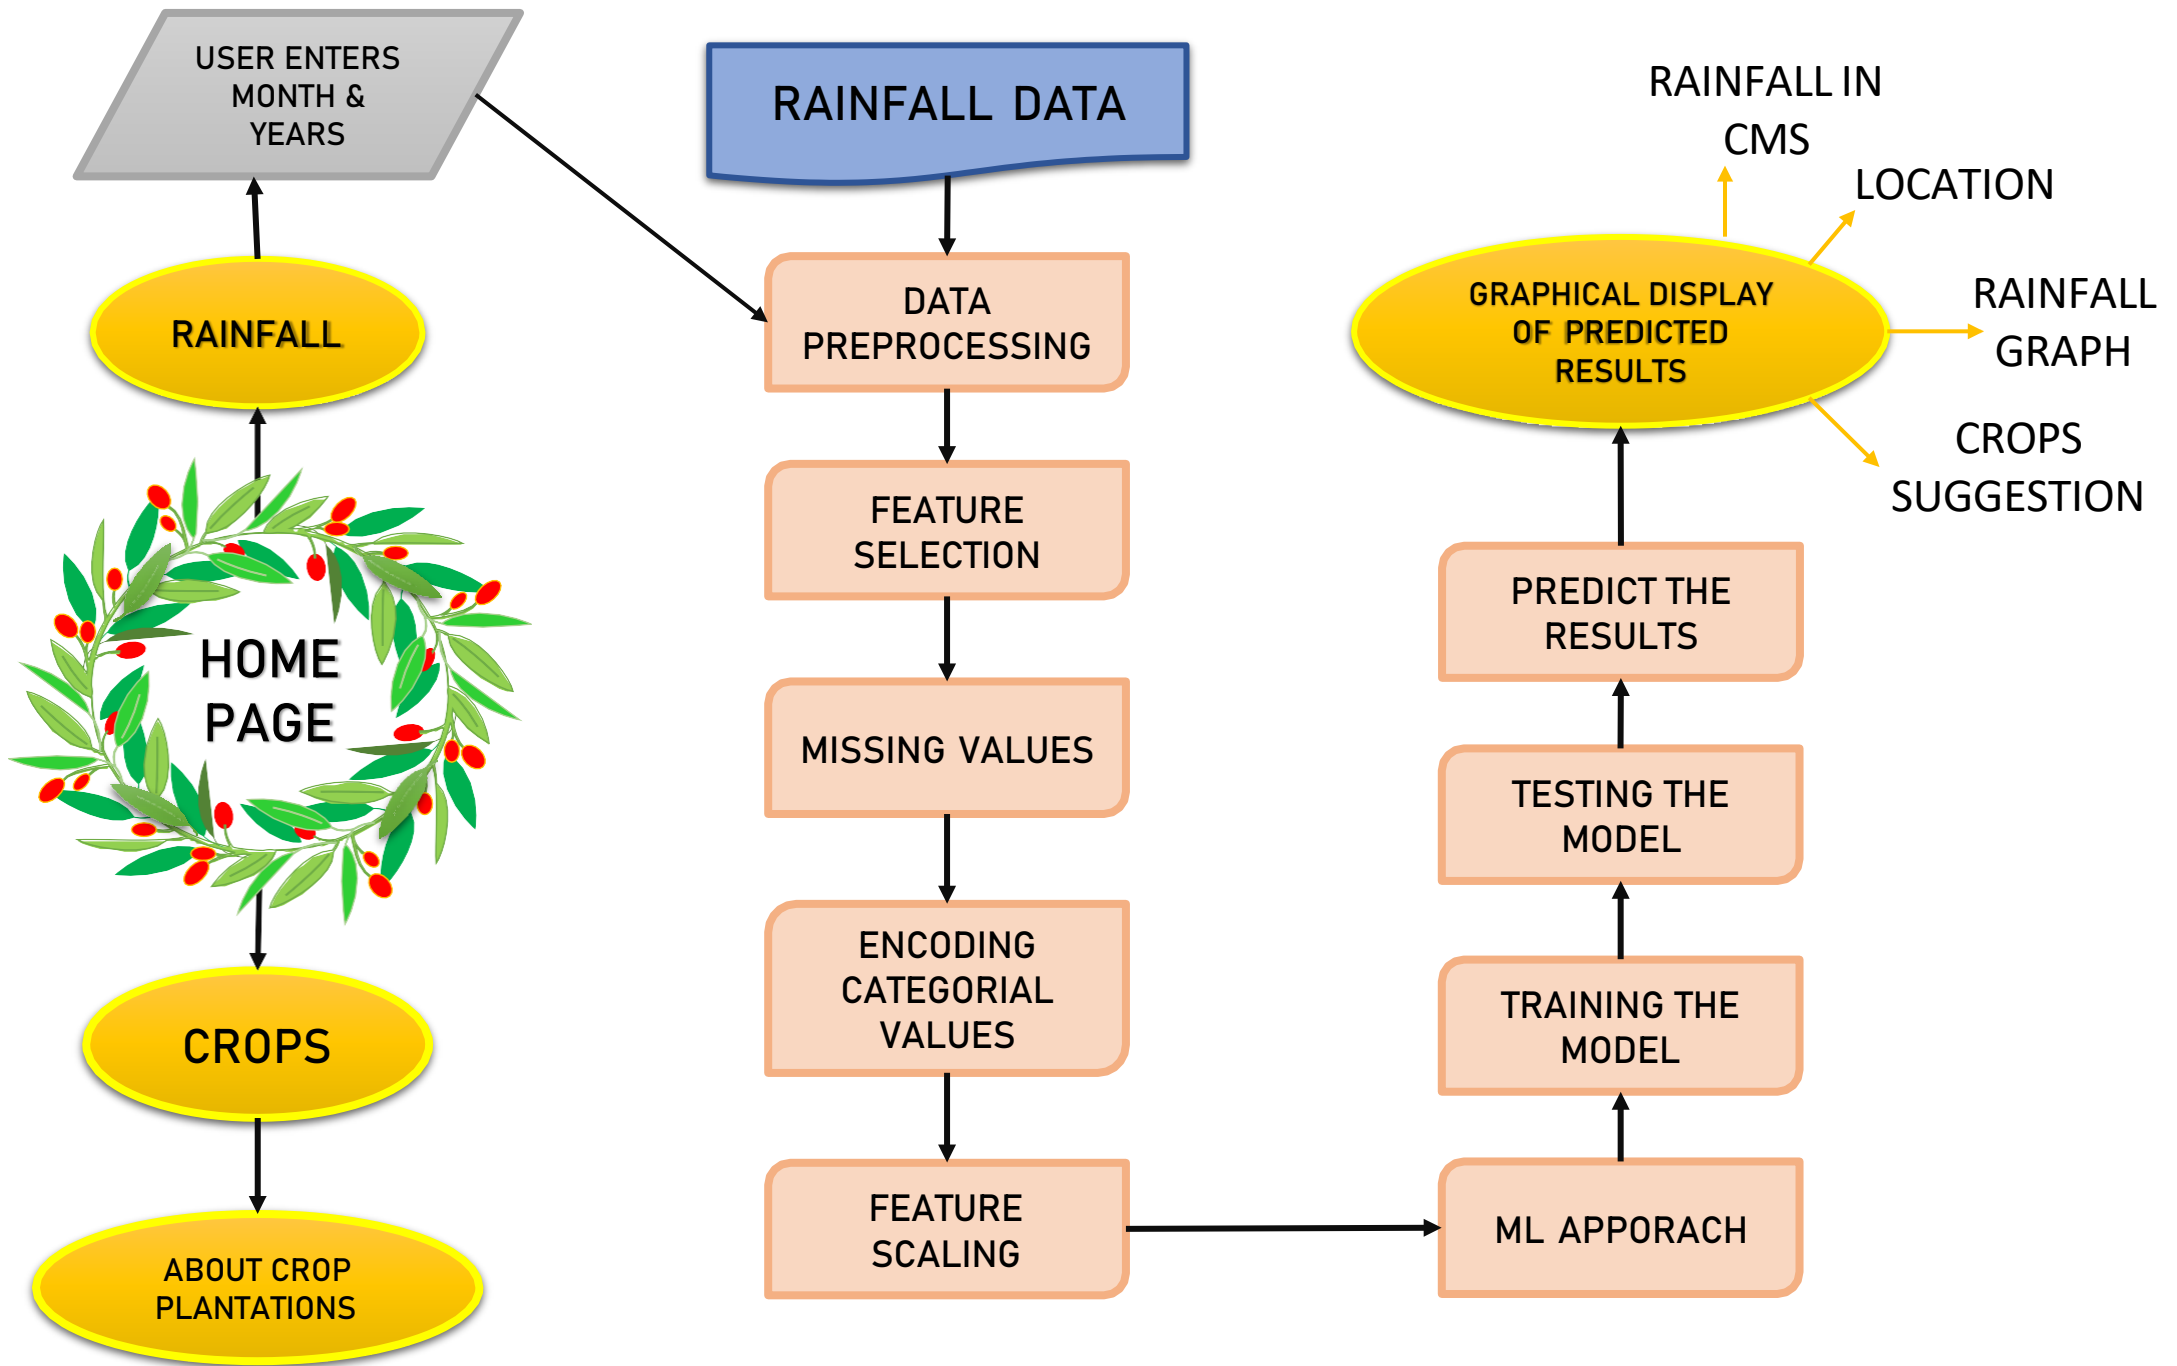 USER ENTERS
MONTH &
YEARS
RAINFALL
HOME
PAGE
CROPS
ABOUT CROP
PLANTATIONS
RAINFALL DATA
DATA
PREPROCESSING
FEATURE
SELECTION
MISSING VALUES
ENCODING
CATEGORIAL
VALUES
FEATURE
SCALING
ML APPORACH
TRAINING THE
MODEL
TESTING THE
MODEL
PREDICT THE
RESULTS
GRAPHICAL DISPLAY
OF PREDICTED
RESULTS
RAINFALL IN
CMS
LOCATION
RAINFALL
GRAPH
CROPS
SUGGESTION